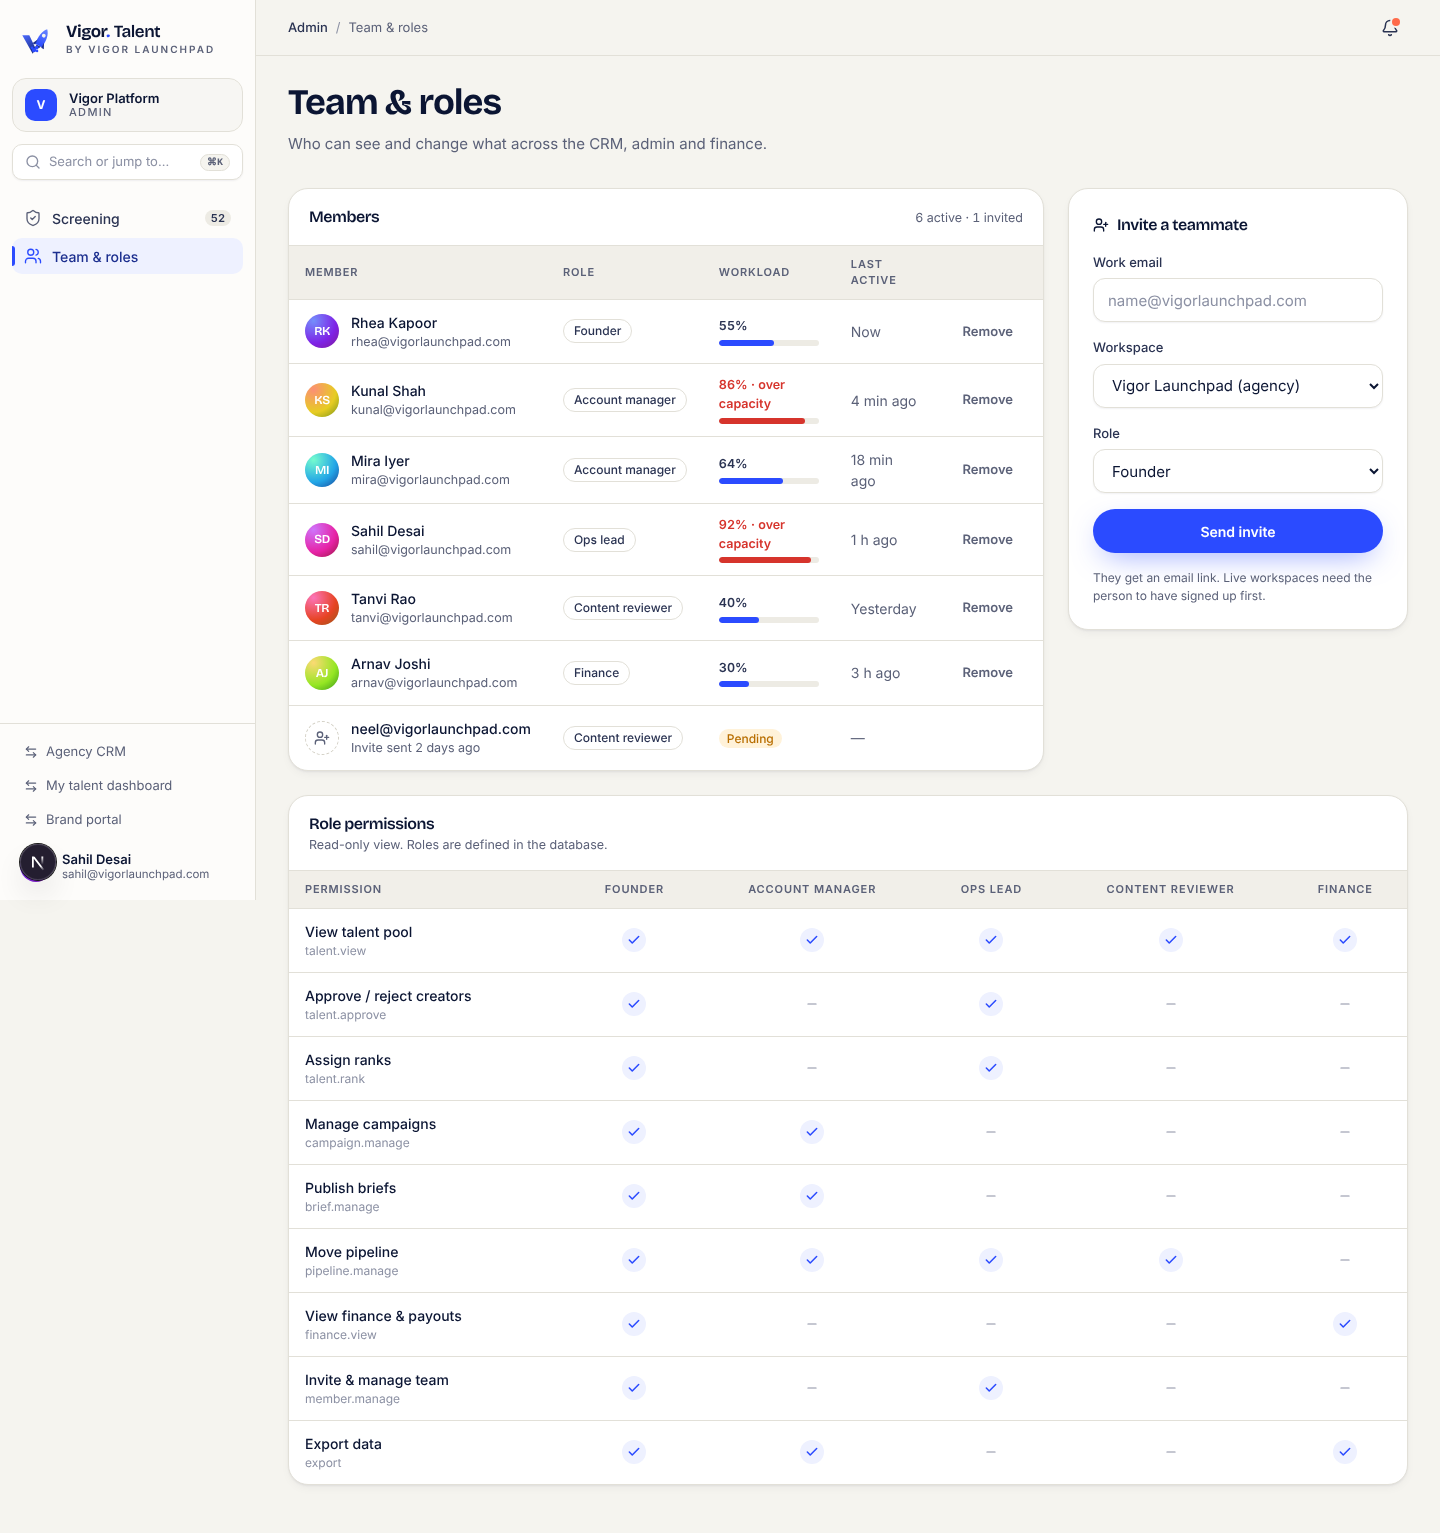 Vigor. Talent
BY VIGOR LAUNCHPAD
V
Vigor Platform
ADMIN
Search or jump to...
⌘K
Screening
52
Team & roles
Agency CRM
My talent dashboard
Brand portal
N
Sahil Desai
sahil@vigorlaunchpad.com
Admin / Team & roles
Team & roles
Who can see and change what across the CRM, admin and finance.
Members
6 active · 1 invited
MEMBER ROLE WORKLOAD LAST ACTIVE
RK
Rhea Kapoor
rhea@vigorlaunchpad.com
Founder
55%
Now
Remove
KS
Kunal Shah
kunal@vigorlaunchpad.com
Account manager
86% · over
capacity
4 min ago
Remove
MI
Mira Iyer
mira@vigorlaunchpad.com
Account manager
64%
18 min
ago
Remove
SD
Sahil Desai
sahil@vigorlaunchpad.com
Ops lead
92% · over
capacity
1 h ago
Remove
TR
Tanvi Rao
tanvi@vigorlaunchpad.com
Content reviewer
40%
Yesterday
Remove
AJ
Arnav Joshi
arnav@vigorlaunchpad.com
Finance
30%
3 h ago
Remove
neel@vigorlaunchpad.com
Invite sent 2 days ago
Content reviewer
Pending
—
Invite a teammate
Work email
name@vigorlaunchpad.com
Workspace
Vigor Launchpad (agency)
Role
Founder
Send invite
They get an email link. Live workspaces need the
person to have signed up first.
Role permissions
Read-only view. Roles are defined in the database.
PERMISSION FOUNDER ACCOUNT MANAGER OPS LEAD CONTENT REVIEWER FINANCE
View talent pool
talent.view
Approve / reject creators
talent.approve
Assign ranks
talent.rank
Manage campaigns
campaign.manage
Publish briefs
brief.manage
Move pipeline
pipeline.manage
View finance & payouts
finance.view
Invite & manage team
member.manage
Export data
export